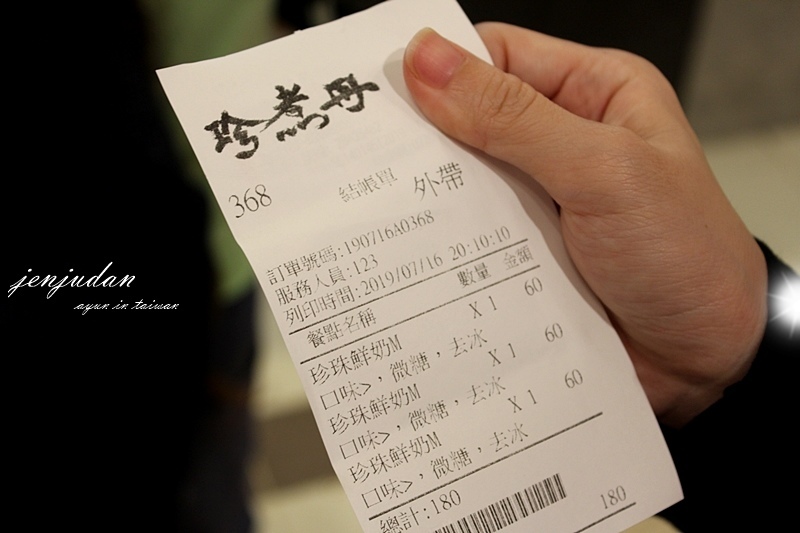 珍煮丹
368 結帳單 外帶
訂單號碼:190716A0368
服務人員:123
列印時間:2019/07/16 20:10:10
餐點名稱 數量 金額
珍珠鮮奶M X 1 60
口味>，微糖，去冰
珍珠鮮奶M X 1 60
口味>，微糖，去冰
珍珠鮮奶M X 1 60
口味>，微糖，去冰
總計:180 180
jenjudan
ayun in taiwan